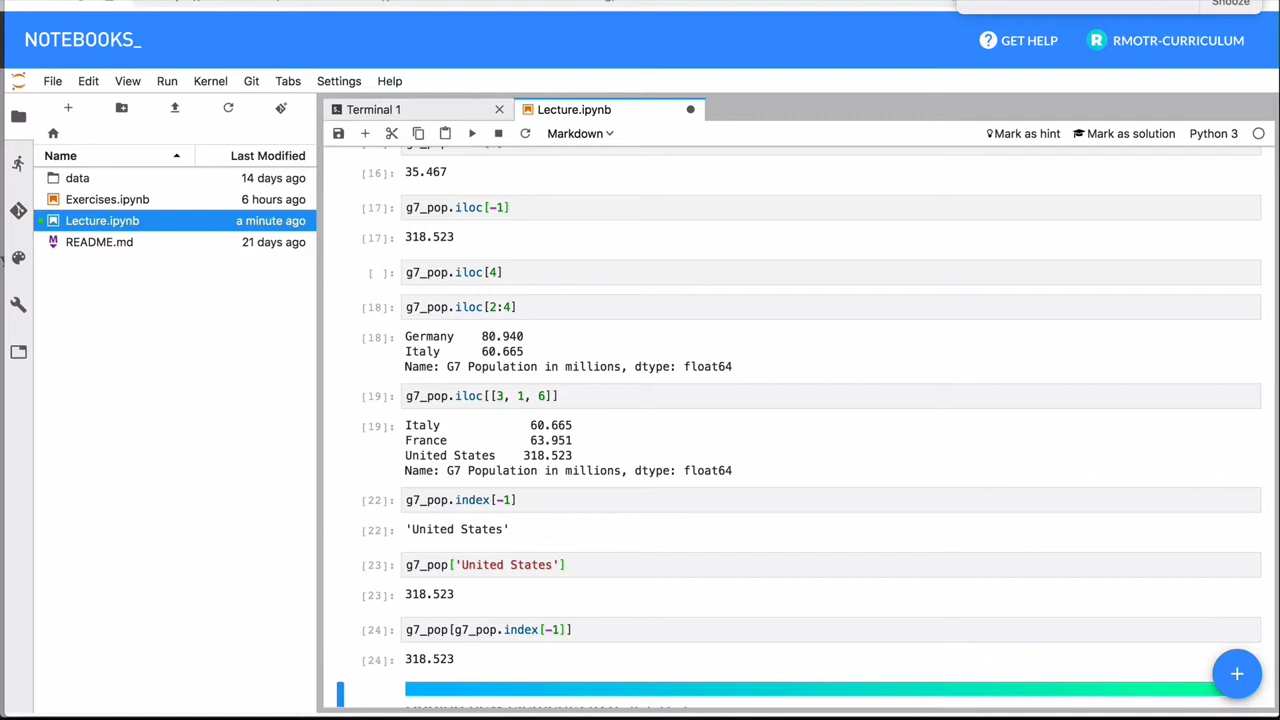 Snooze
NOTEBOOKS_
GET HELP
R RMOTR-CURRICULUM
File Edit View Run Kernel Git Tabs Settings Help
Terminal 1
Lecture.ipynb
Markdown
Mark as hint
Mark as solution
Python 3
Name Last Modified
data 14 days ago
Exercises.ipynb 6 hours ago
Lecture.ipynb a minute ago
README.md 21 days ago
[16]: 35.467
[17]: g7_pop.iloc[-1]
[17]: 318.523
[ ]: g7_pop.iloc[4]
[18]: g7_pop.iloc[2:4]
[18]: Germany 80.940
Italy 60.665
Name: G7 Population in millions, dtype: float64
[19]: g7_pop.iloc[[3, 1, 6]]
[19]: Italy 60.665
France 63.951
United States 318.523
Name: G7 Population in millions, dtype: float64
[22]: g7_pop.index[-1]
[22]: 'United States'
[23]: g7_pop['United States']
[23]: 318.523
[24]: g7_pop[g7_pop.index[-1]]
[24]: 318.523